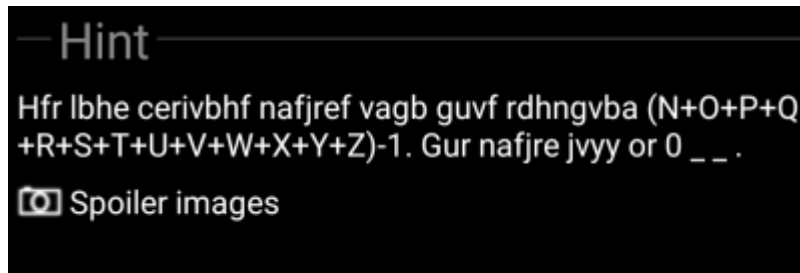 Hint
Hfr lbhe cerivbhf nafjref vagb guvf rdhngvba (N+O+P+Q
+R+S+T+U+V+W+X+Y+Z)-1. Gur nafjre jvyy or 0 _ _ .
Spoiler images